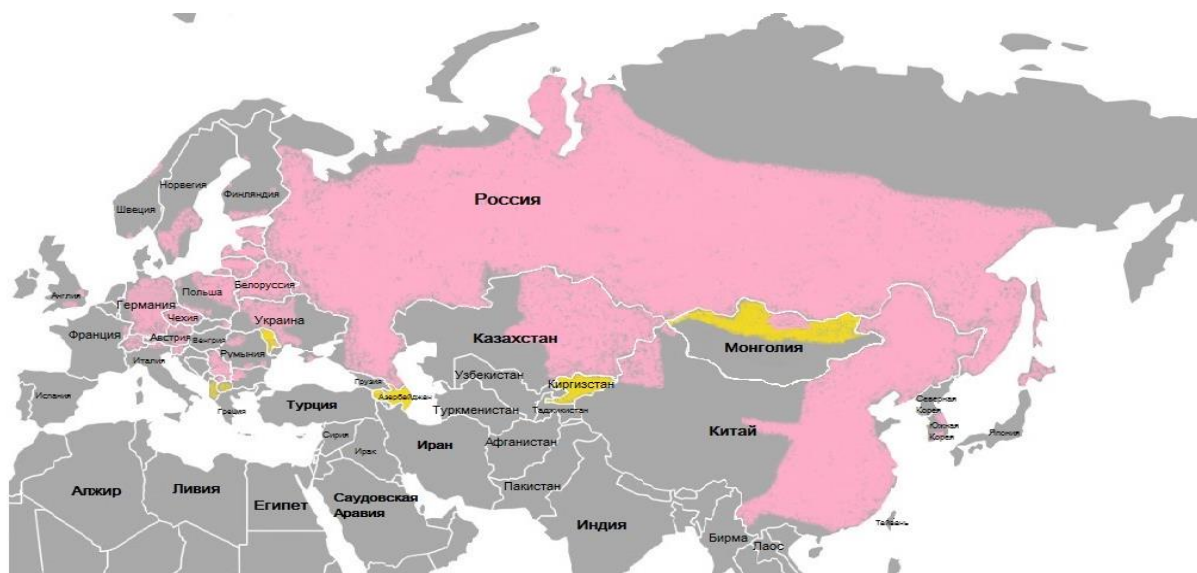 Россия
Норвегия
Финляндия
Швеция
Англия
Польша
Белоруссия
Германия
Чехия
Украина
Франция
Австрия
Венгрия
Румыния
Италия
Казахстан
Монголия
Узбекистан
Грузия
Киргизстан
Испания
Греция
Турция
Азербайджан
Туркменистан
Таджикистан
Северная
Корея
Южная
Корея
Япония
Китай
Сирия
Ирак
Иран
Афганистан
Пакистан
Алжир
Ливия
Египет
Саудовская
Аравия
Индия
Тайвань
Бирма
Лаос